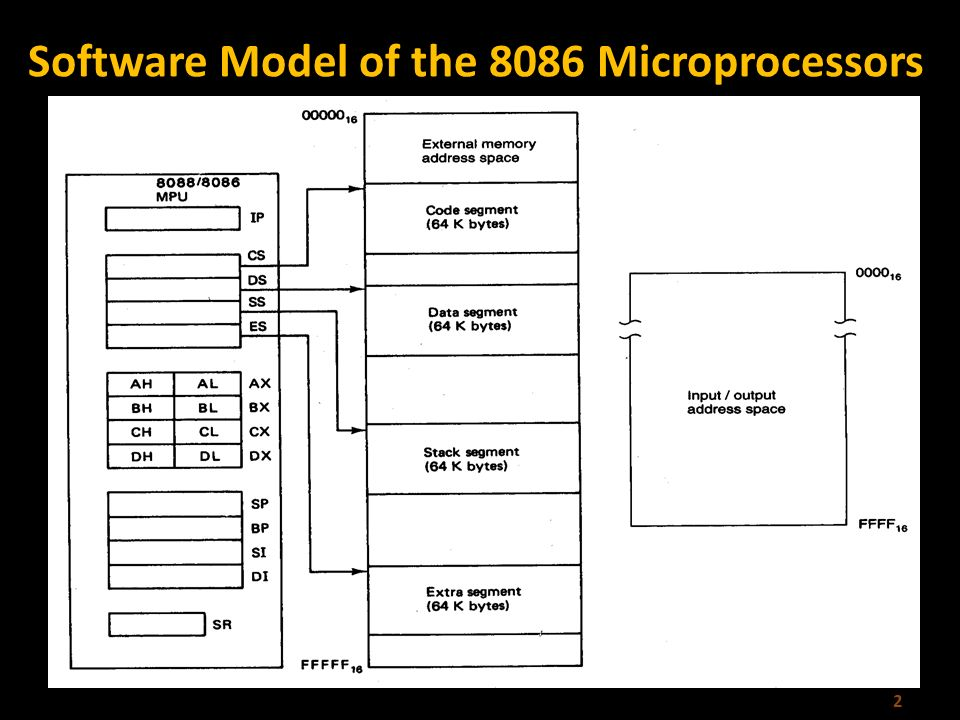 Software Model of the 8086 Microprocessors
8088/8086
MPU
IP
CS
DS
SS
ES
AH AL AX
BH BL BX
CH CL CX
DH DL DX
SP
BP
SI
DI
SR
00000₁₆
External memory
address space
Code segment
(64 K bytes)
Data segment
(64 K bytes)
Stack segment
(64 K bytes)
Extra segment
(64 K bytes)
FFFFF₁₆
0000₁₆
Input / output
address space
FFFF₁₆
2